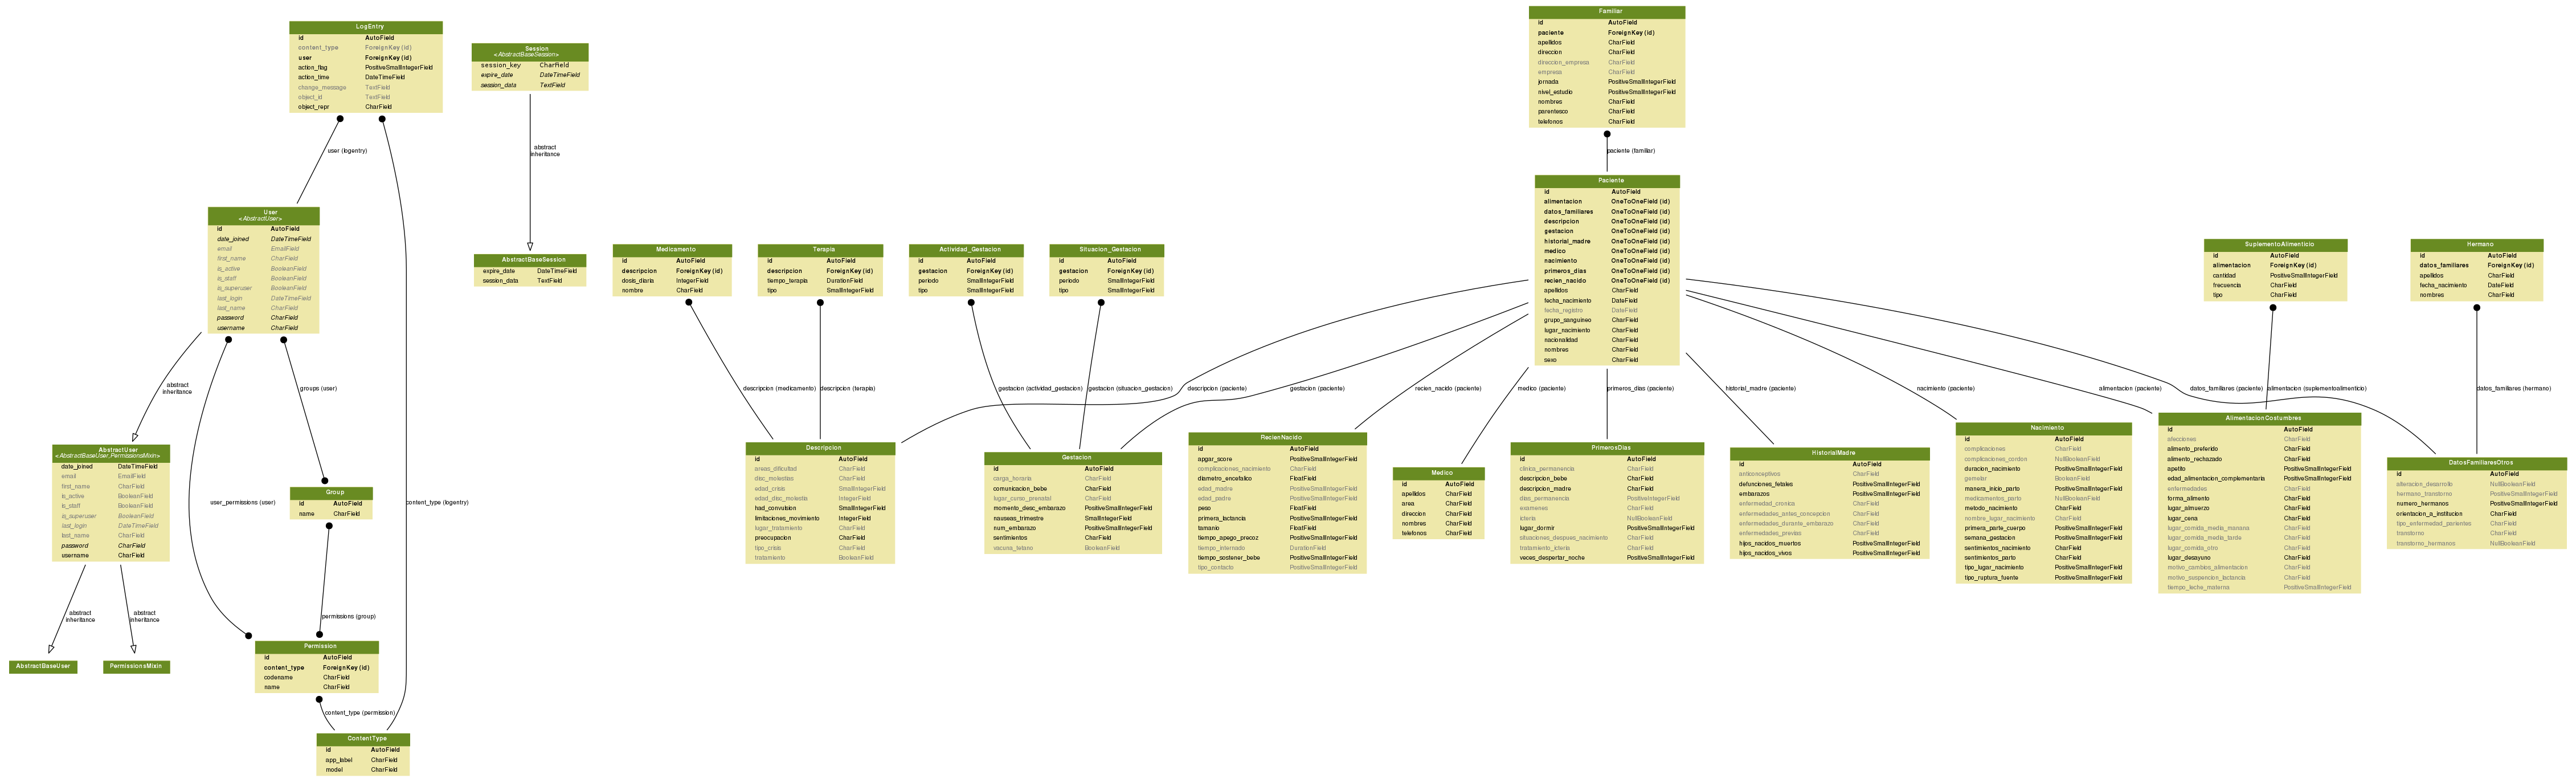 LogEntry
id AutoField
content_type ForeignKey (id)
user ForeignKey (id)
action_flag PositiveSmallIntegerField
action_time DateTimeField
change_message TextField
object_id TextField
object_repr CharField
Session
<AbstractBaseSession>
session_key CharField
expire_date DateTimeField
session_data TextField
Familiar
id AutoField
paciente ForeignKey (id)
apellidos CharField
direccion CharField
direccion_empresa CharField
empresa CharField
jornada PositiveSmallIntegerField
nivel_estudio PositiveSmallIntegerField
nombres CharField
parentesco CharField
telefonos CharField
user (logentry)
abstract
inheritance
paciente (familiar)
User
<AbstractUser>
id AutoField
date_joined DateTimeField
email EmailField
first_name CharField
is_active BooleanField
is_staff BooleanField
is_superuser BooleanField
last_login DateTimeField
last_name CharField
password CharField
username CharField
AbstractBaseSession
expire_date DateTimeField
session_data TextField
Medicamento
id AutoField
descripcion ForeignKey (id)
dosis_diaria IntegerField
nombre CharField
Terapia
id AutoField
descripcion ForeignKey (id)
tiempo_terapia DurationField
tipo SmallIntegerField
Actividad_Gestacion
id AutoField
gestacion ForeignKey (id)
periodo SmallIntegerField
tipo SmallIntegerField
Situacion_Gestacion
id AutoField
gestacion ForeignKey (id)
periodo SmallIntegerField
tipo SmallIntegerField
Paciente
id AutoField
alimentacion OneToOneField (id)
datos_familiares OneToOneField (id)
descripcion OneToOneField (id)
gestacion OneToOneField (id)
historial_madre OneToOneField (id)
medico OneToOneField (id)
nacimiento OneToOneField (id)
primeros_dias OneToOneField (id)
recien_nacido OneToOneField (id)
apellidos CharField
fecha_nacimiento DateField
fecha_registro DateField
grupo_sanguineo CharField
lugar_nacimiento CharField
nacionalidad CharField
nombres CharField
sexo CharField
SuplementoAlimenticio
id AutoField
alimentacion ForeignKey (id)
cantidad PositiveSmallIntegerField
frecuencia CharField
tipo CharField
Hermano
id AutoField
datos_familiares ForeignKey (id)
apellidos CharField
fecha_nacimiento DateField
nombres CharField
abstract
inheritance
groups (user)
descripcion (medicamento)
descripcion (terapia)
gestacion (actividad_gestacion)
gestacion (situacion_gestacion)
descripcion (paciente)
gestacion (paciente)
recien_nacido (paciente)
medico (paciente)
primeros_dias (paciente)
historial_madre (paciente)
nacimiento (paciente)
alimentacion (paciente)
datos_familiares (paciente)
alimentacion (suplementoalimenticio)
datos_familiares (hermano)
AbstractUser
<AbstractBaseUser,PermissionsMixin>
date_joined DateTimeField
email EmailField
first_name CharField
is_active BooleanField
is_staff BooleanField
is_superuser BooleanField
last_login DateTimeField
last_name CharField
password CharField
username CharField
user_permissions (user)
Group
id AutoField
name CharField
content_type (logentry)
Descripcion
id AutoField
areas_dificultad CharField
disc_molestias CharField
edad_crisis SmallIntegerField
edad_disc_molestia IntegerField
had_convulsion SmallIntegerField
limitaciones_movimiento IntegerField
lugar_tratamiento CharField
preocupacion CharField
tipo_crisis CharField
tratamiento BooleanField
Gestacion
id AutoField
carga_horaria CharField
comunicacion_bebe CharField
lugar_curso_prenatal CharField
momento_desc_embarazo PositiveSmallIntegerField
nauseas_trimestre SmallIntegerField
num_embarazo PositiveSmallIntegerField
sentimientos CharField
vacuna_tetano BooleanField
RecienNacido
id AutoField
apgar_score PositiveSmallIntegerField
complicaciones_nacimiento CharField
diametro_encefalico FloatField
edad_madre PositiveSmallIntegerField
edad_padre PositiveSmallIntegerField
peso FloatField
primera_lactancia PositiveSmallIntegerField
tamanio FloatField
tiempo_apego_precoz PositiveSmallIntegerField
tiempo_internado DurationField
tiempo_sostener_bebe PositiveSmallIntegerField
tipo_contacto PositiveSmallIntegerField
Medico
id AutoField
apellidos CharField
area CharField
direccion CharField
nombres CharField
telefonos CharField
PrimerosDias
id AutoField
clinica_permanencia CharField
descripcion_bebe CharField
descripcion_madre CharField
dias_permanencia PositiveIntegerField
examenes CharField
icteria NullBooleanField
lugar_dormir PositiveSmallIntegerField
situaciones_despues_nacimiento CharField
tratamiento_icteria CharField
veces_despertar_noche PositiveSmallIntegerField
HistorialMadre
id AutoField
anticonceptivos CharField
defunciones_fetales PositiveSmallIntegerField
embarazos PositiveSmallIntegerField
enfermedad_cronica CharField
enfermedades_antes_concepcion CharField
enfermedades_durante_embarazo CharField
enfermedades_previas CharField
hijos_nacidos_muertos PositiveSmallIntegerField
hijos_nacidos_vivos PositiveSmallIntegerField
Nacimiento
id AutoField
complicaciones CharField
complicaciones_cordon NullBooleanField
duracion_nacimiento PositiveSmallIntegerField
gemelar BooleanField
manera_inicio_parto PositiveSmallIntegerField
medicamentos_parto NullBooleanField
metodo_nacimiento CharField
nombre_lugar_nacimiento CharField
primera_parte_cuerpo PositiveSmallIntegerField
semana_gestacion PositiveSmallIntegerField
sentimientos_nacimiento CharField
sentimientos_parto CharField
tipo_lugar_nacimiento PositiveSmallIntegerField
tipo_ruptura_fuente PositiveSmallIntegerField
AlimentacionCostumbres
id AutoField
afecciones CharField
alimento_preferido CharField
alimento_rechazado CharField
apetito PositiveSmallIntegerField
edad_alimentacion_complementaria PositiveSmallIntegerField
enfermedades CharField
forma_alimento CharField
lugar_almuerzo CharField
lugar_cena CharField
lugar_comida_media_manana CharField
lugar_comida_media_tarde CharField
lugar_comida_otro CharField
lugar_desayuno CharField
motivo_cambios_alimentacion CharField
motivo_suspencion_lactancia CharField
tiempo_leche_materna PositiveSmallIntegerField
DatosFamiliaresOtros
id AutoField
alteracion_desarrollo NullBooleanField
hermano_transtorno PositiveSmallIntegerField
numero_hermanos PositiveSmallIntegerField
orientacion_a_institucion CharField
tipo_enfermedad_parientes CharField
transtorno CharField
transtorno_hermanos NullBooleanField
abstract
inheritance
abstract
inheritance
permissions (group)
AbstractBaseUser
PermissionsMixin
Permission
id AutoField
content_type ForeignKey (id)
codename CharField
name CharField
content_type (permission)
ContentType
id AutoField
app_label CharField
model CharField